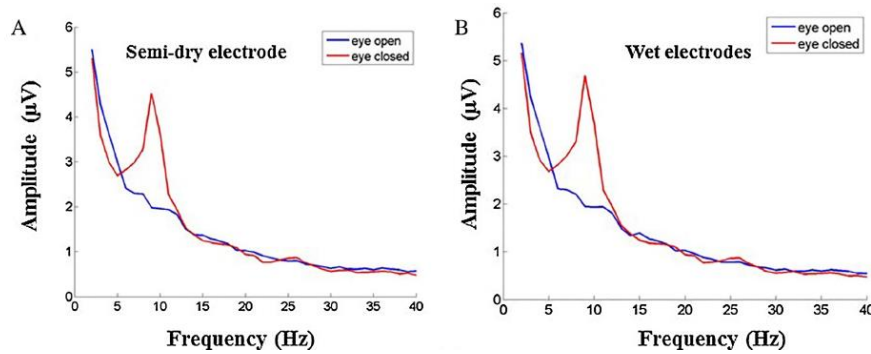 A
Semi-dry electrode
eye open
eye closed
Amplitude (µV)
6
5
4
3
2
1
0
0 5 10 15 20 25 30 35 40
Frequency (Hz)
B
Wet electrodes
eye open
eye closed
Amplitude (µV)
6
5
4
3
2
1
0
0 5 10 15 20 25 30 35 40
Frequency (Hz)